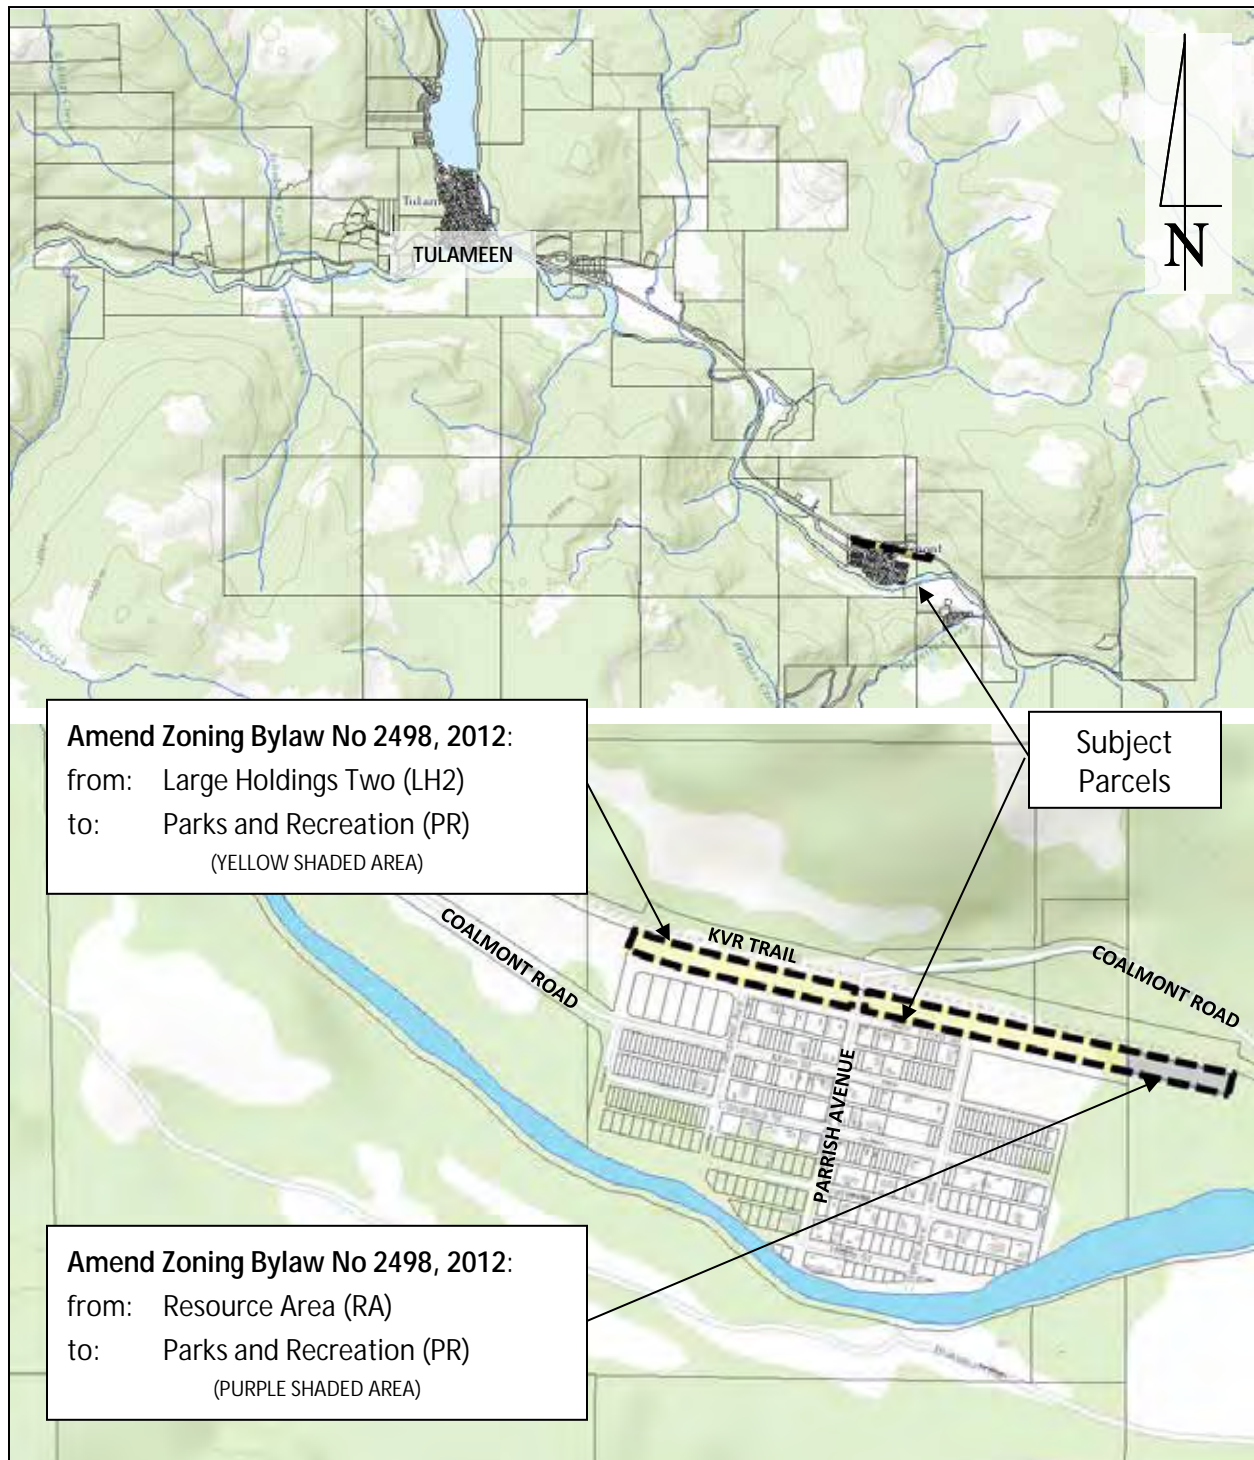 N
TULAMEEN
Subject
Parcels
Amend Zoning Bylaw No 2498, 2012:
from: Large Holdings Two (LH2)
to: Parks and Recreation (PR)
(YELLOW SHADED AREA)
COALMONT ROAD
KVR TRAIL
COALMONT ROAD
PARRISH AVENUE
Amend Zoning Bylaw No 2498, 2012:
from: Resource Area (RA)
to: Parks and Recreation (PR)
(PURPLE SHADED AREA)